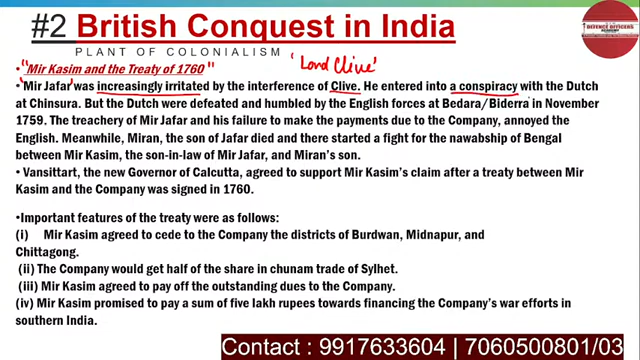 #2 British Conquest in India
PLANT OF COLONIALISM
DEFENCE OFFICERS
ACADEMY
'Lord Clive'
•"Mir Kasim and the Treaty of 1760"
•'Mir Jafar' was increasingly irritated by the interference of Clive. He entered into a conspiracy with the Dutch
at Chinsura. But the Dutch were defeated and humbled by the English forces at Bedara/Biderra in November
1759. The treachery of Mir Jafar and his failure to make the payments due to the Company, annoyed the
English. Meanwhile, Miran, the son of Jafar died and there started a fight for the nawabship of Bengal
between Mir Kasim, the son-in-law of Mir Jafar, and Miran's son.
•Vansittart, the new Governor of Calcutta, agreed to support Mir Kasim's claim after a treaty between Mir
Kasim and the Company was signed in 1760.
•Important features of the treaty were as follows:
(i) Mir Kasim agreed to cede to the Company the districts of Burdwan, Midnapur, and
Chittagong.
(ii) The Company would get half of the share in chunam trade of Sylhet.
(iii) Mir Kasim agreed to pay off the outstanding dues to the Company.
(iv) Mir Kasim promised to pay a sum of five lakh rupees towards financing the Company's war efforts in
southern India.
Contact : 9917633604 | 7060500801/03